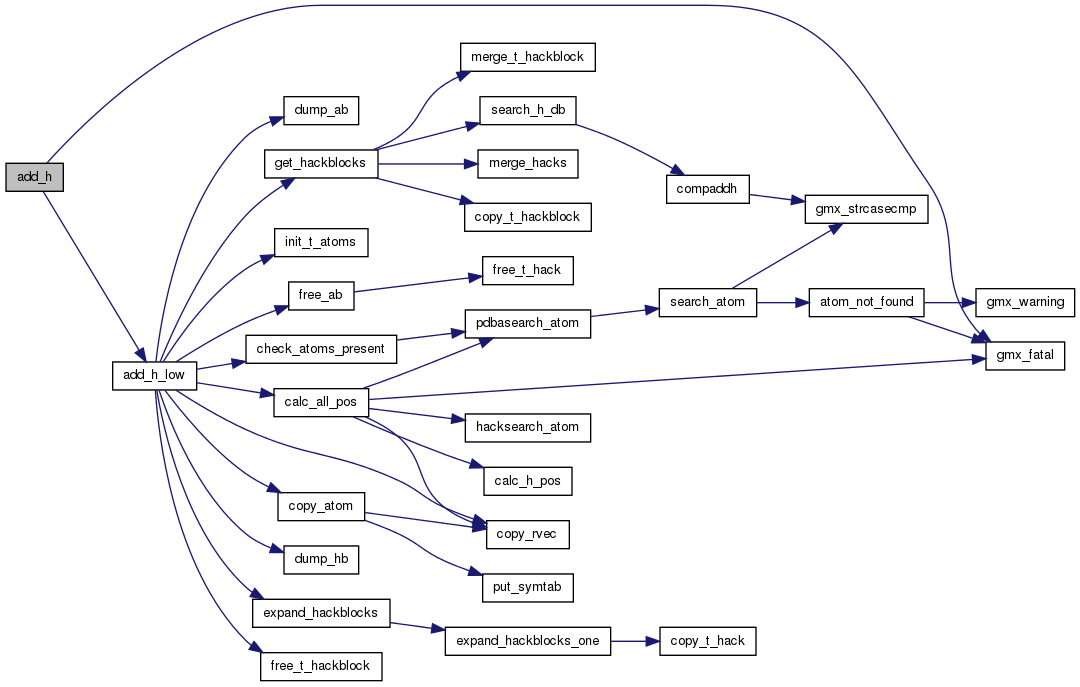 merge_t_hackblock
dump_ab
search_h_db
get_hackblocks
merge_hacks
add_h
compaddh
copy_t_hackblock
gmx_strcasecmp
init_t_atoms
free_t_hack
free_ab
search_atom
atom_not_found
gmx_warning
pdbasearch_atom
check_atoms_present
gmx_fatal
add_h_low
calc_all_pos
hacksearch_atom
calc_h_pos
copy_atom
copy_rvec
dump_hb
put_symtab
expand_hackblocks
expand_hackblocks_one
copy_t_hack
free_t_hackblock